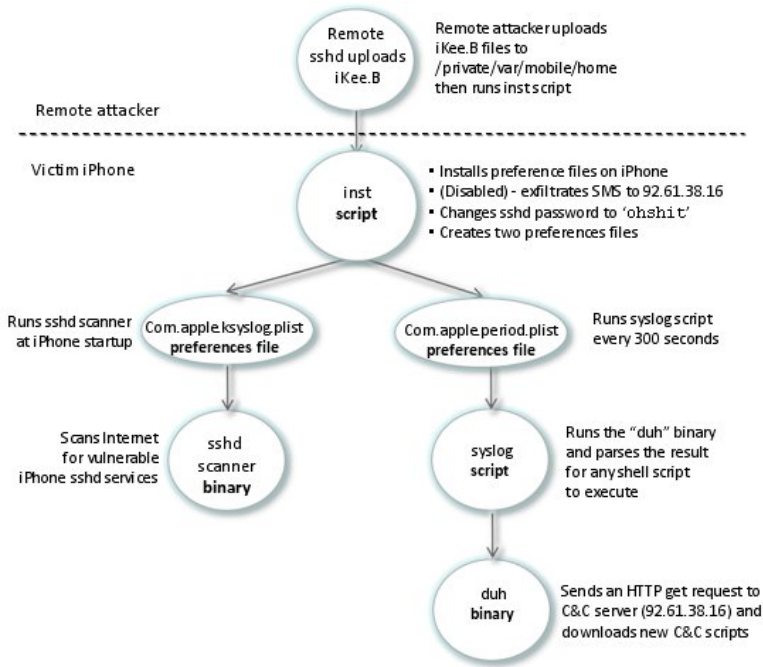 Remote
sshd uploads
iKee.B
Remote attacker uploads
iKee.B files to
/private/var/mobile/home
then runs inst script
Remote attacker
Victim iPhone
inst
script
▪ Installs preference files on iPhone
▪ (Disabled) - exfiltrates SMS to 92.61.38.16
▪ Changes sshd password to ‘ohshit’
▪ Creates two preferences files
Runs sshd scanner
at iPhone startup
Com.apple.ksyslog.plist
preferences file
Com.apple.period.plist
preferences file
Runs syslog script
every 300 seconds
Scans Internet
for vulnerable
iPhone sshd services
sshd
scanner
binary
syslog
script
Runs the “duh” binary
and parses the result
for any shell script
to execute
duh
binary
Sends an HTTP get request to
C&C server (92.61.38.16) and
downloads new C&C scripts